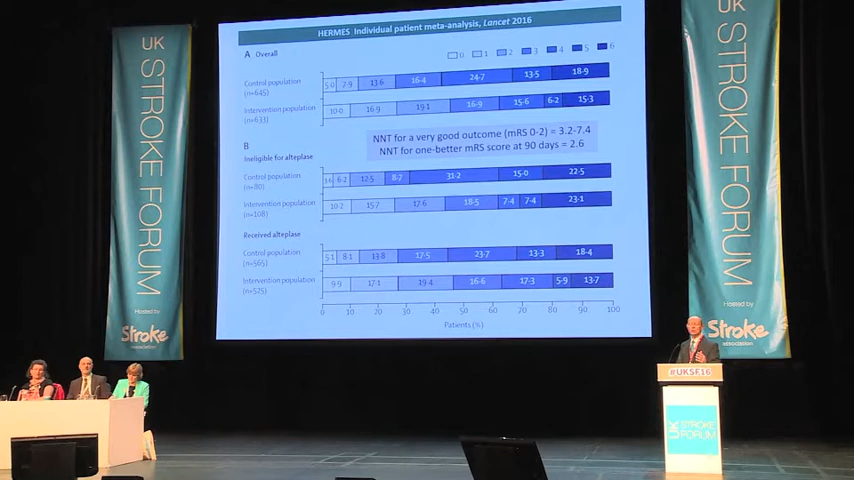 UK
STROKE FORUM
Hosted by
Stroke
association
HERMES Individual patient meta-analysis, Lancet 2016
A Overall
0 1 2 3 4 5 6
Control population
(n=645)
5·0 7·9 13·6 16·4 24·7 13·5 18·9
Intervention population
(n=633)
10·0 16·9 19·1 16·9 15·6 6·2 15·3
NNT for a very good outcome (mRS 0-2) = 3.2-7.4
NNT for one-better mRS score at 90 days = 2.6
B
Ineligible for alteplase
Control population
(n=80)
3·6 6·2 12·5 8·7 31·2 15·0 22·5
Intervention population
(n=108)
10·2 15·7 17·6 18·5 7·4 7·4 23·1
Received alteplase
Control population
(n=565)
5·1 8·1 13·8 17·5 23·7 13·3 18·4
Intervention population
(n=525)
9·9 17·1 19·4 16·6 17·3 5·9 13·7
0 10 20 30 40 50 60 70 80 90 100
Patients (%)
UK
STROKE FORUM
Hosted by
Stroke
association
#UKSF16
UK STROKE
FORUM